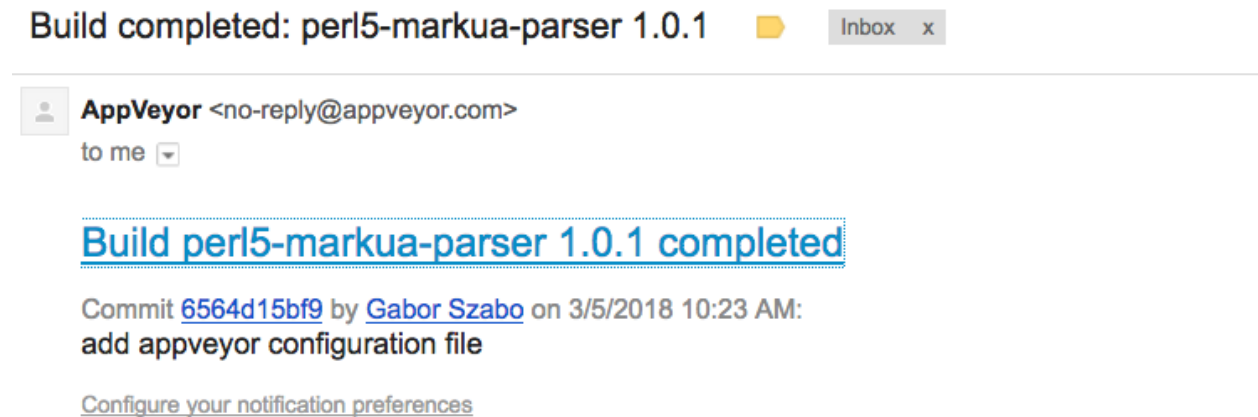 Build completed: perl5-markua-parser 1.0.1 Inbox x
AppVeyor <no-reply@appveyor.com>
to me
Build perl5-markua-parser 1.0.1 completed
Commit 6564d15bf9 by Gabor Szabo on 3/5/2018 10:23 AM:
add appveyor configuration file
Configure your notification preferences